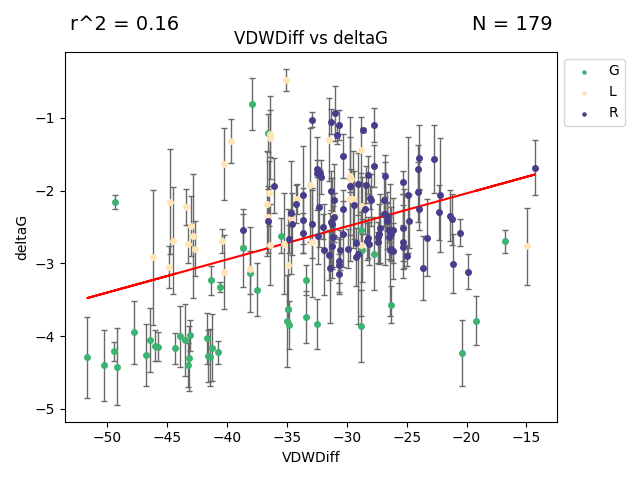 r^2 = 0.16
N = 179
VDWDiff vs deltaG
G
L
R
deltaG
−1
−2
−3
−4
−5
−50
−45
−40
−35
−30
−25
−20
−15
VDWDiff